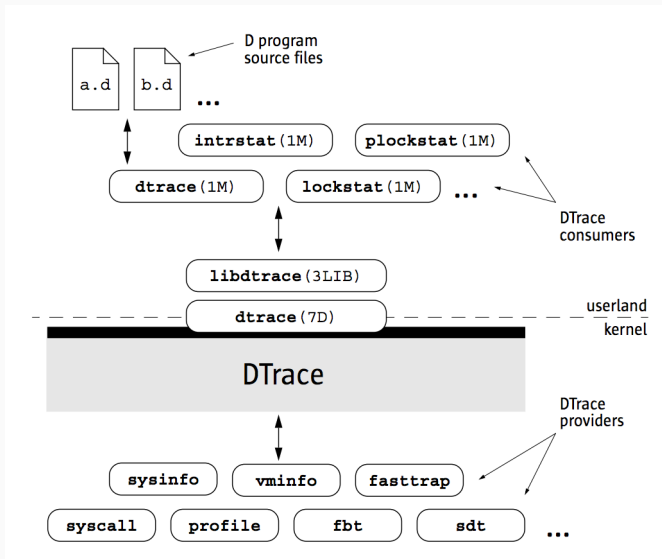 D program
source files
a.d b.d ...
intrstat(1M) plockstat(1M)
dtrace(1M) lockstat(1M) ...
DTrace
consumers
libdtrace(3LIB)
dtrace(7D)
userland
kernel
DTrace
DTrace
providers
sysinfo vminfo fasttrap
syscall profile fbt sdt ...